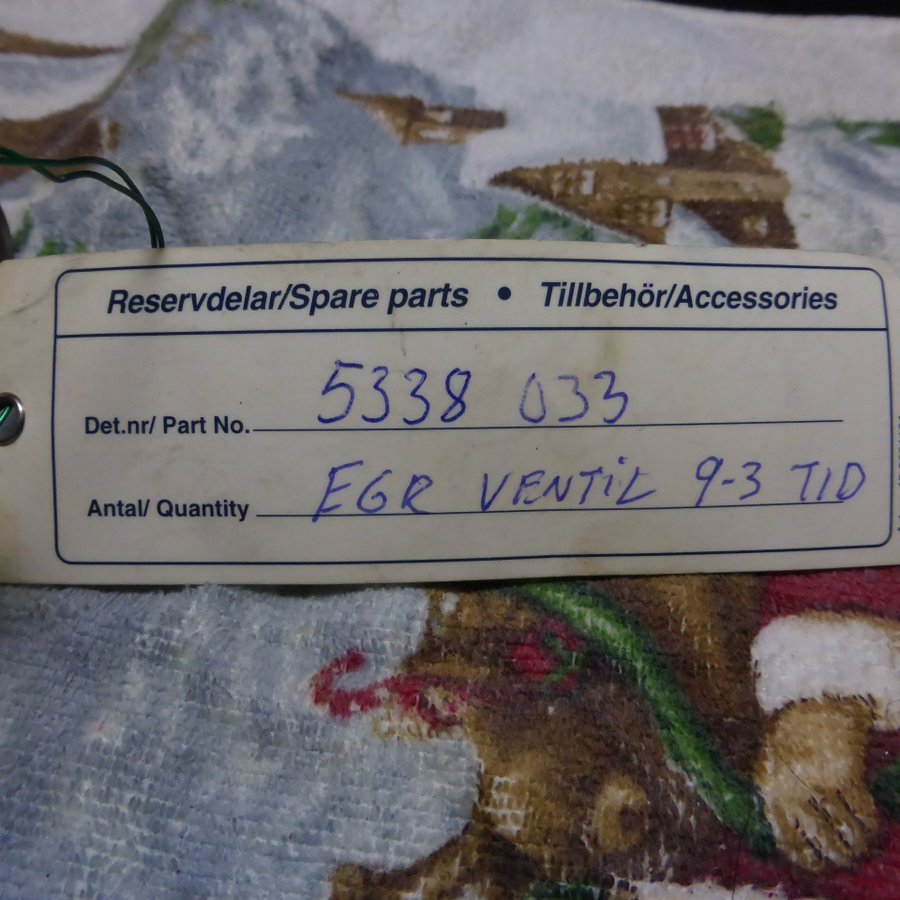 Reservdelar/Spare parts • Tillbehör/Accessories
Det.nr/ Part No. 5338 033
Antal/ Quantity EGR VENTiL 9-3 TID